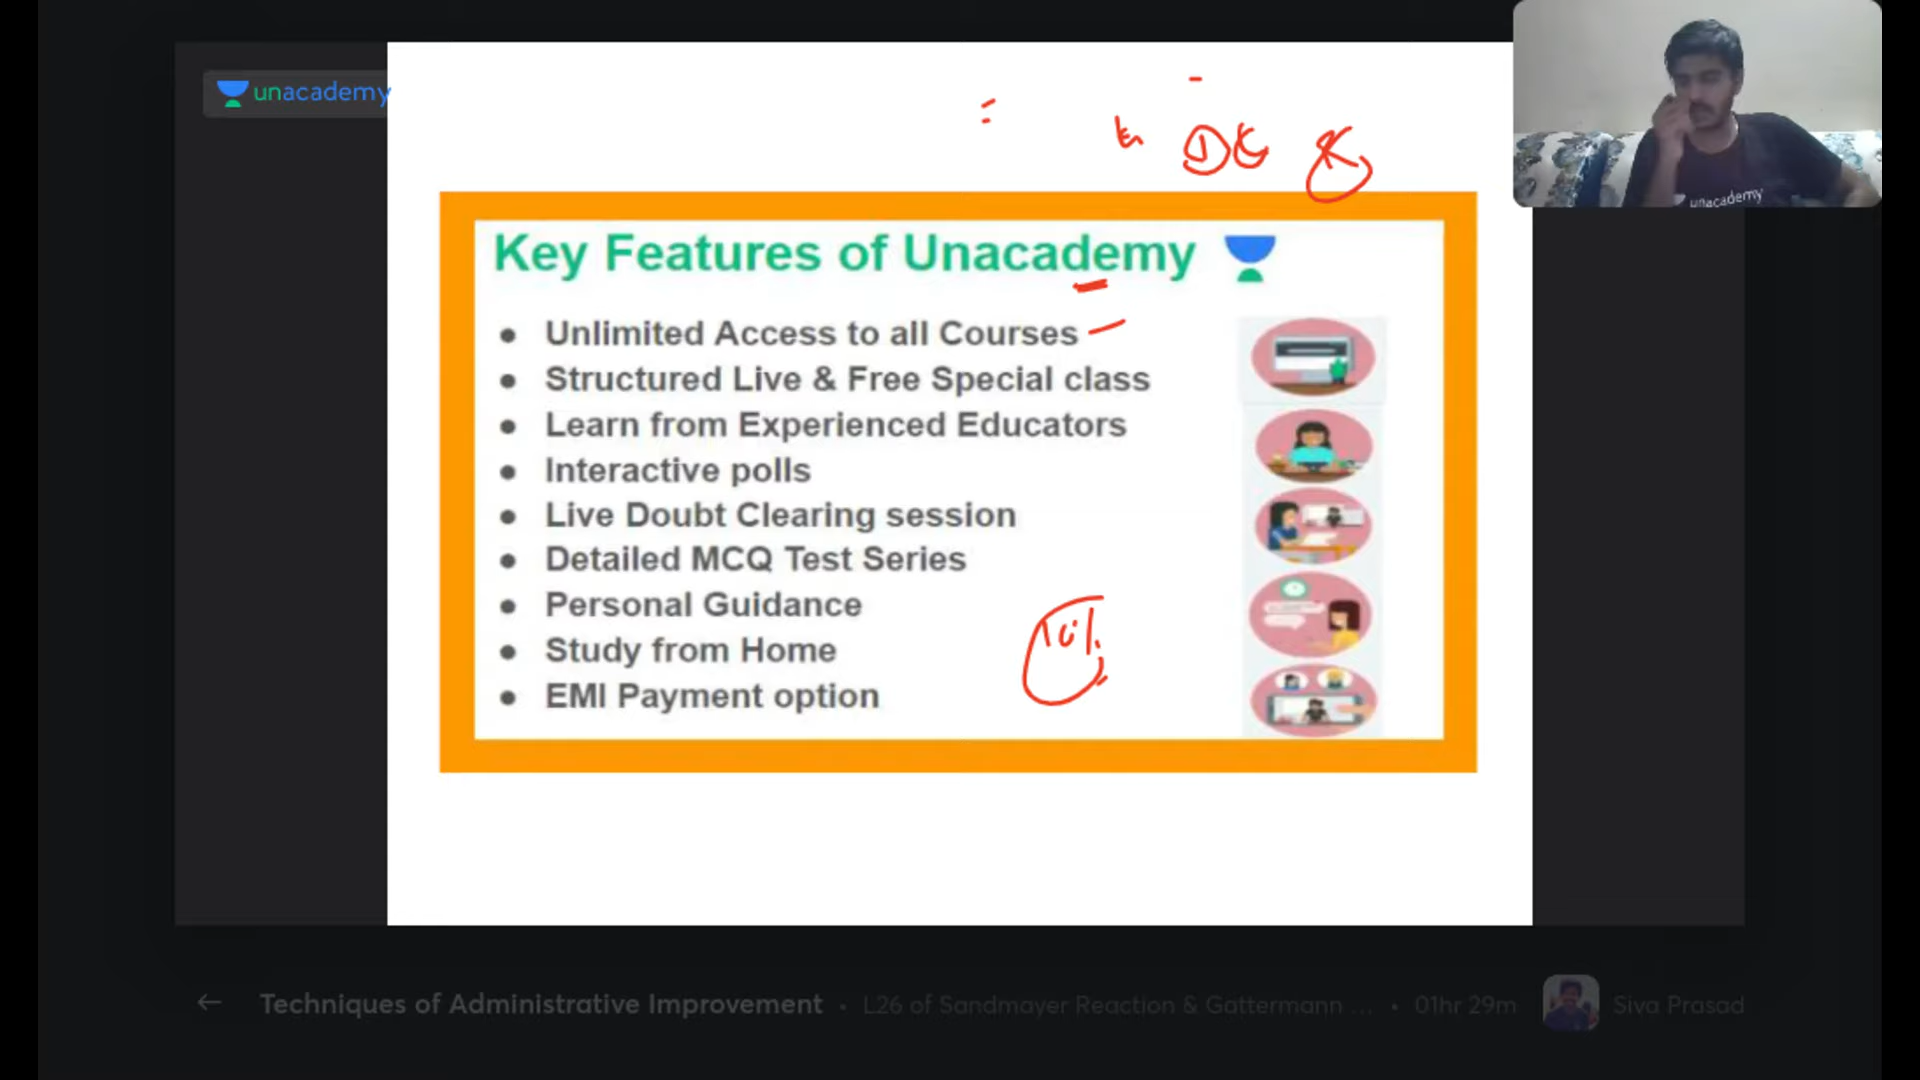 unacademy
unacademy
Key Features of Unacademy
● Unlimited Access to all Courses
● Structured Live & Free Special class
● Learn from Experienced Educators
● Interactive polls
● Live Doubt Clearing session
● Detailed MCQ Test Series
● Personal Guidance
10%
● Study from Home
● EMI Payment option
Techniques of Administrative Improvement • L26 of Sandmayer Reaction & Gattermann ... • 01hr 29m Siva Prasad